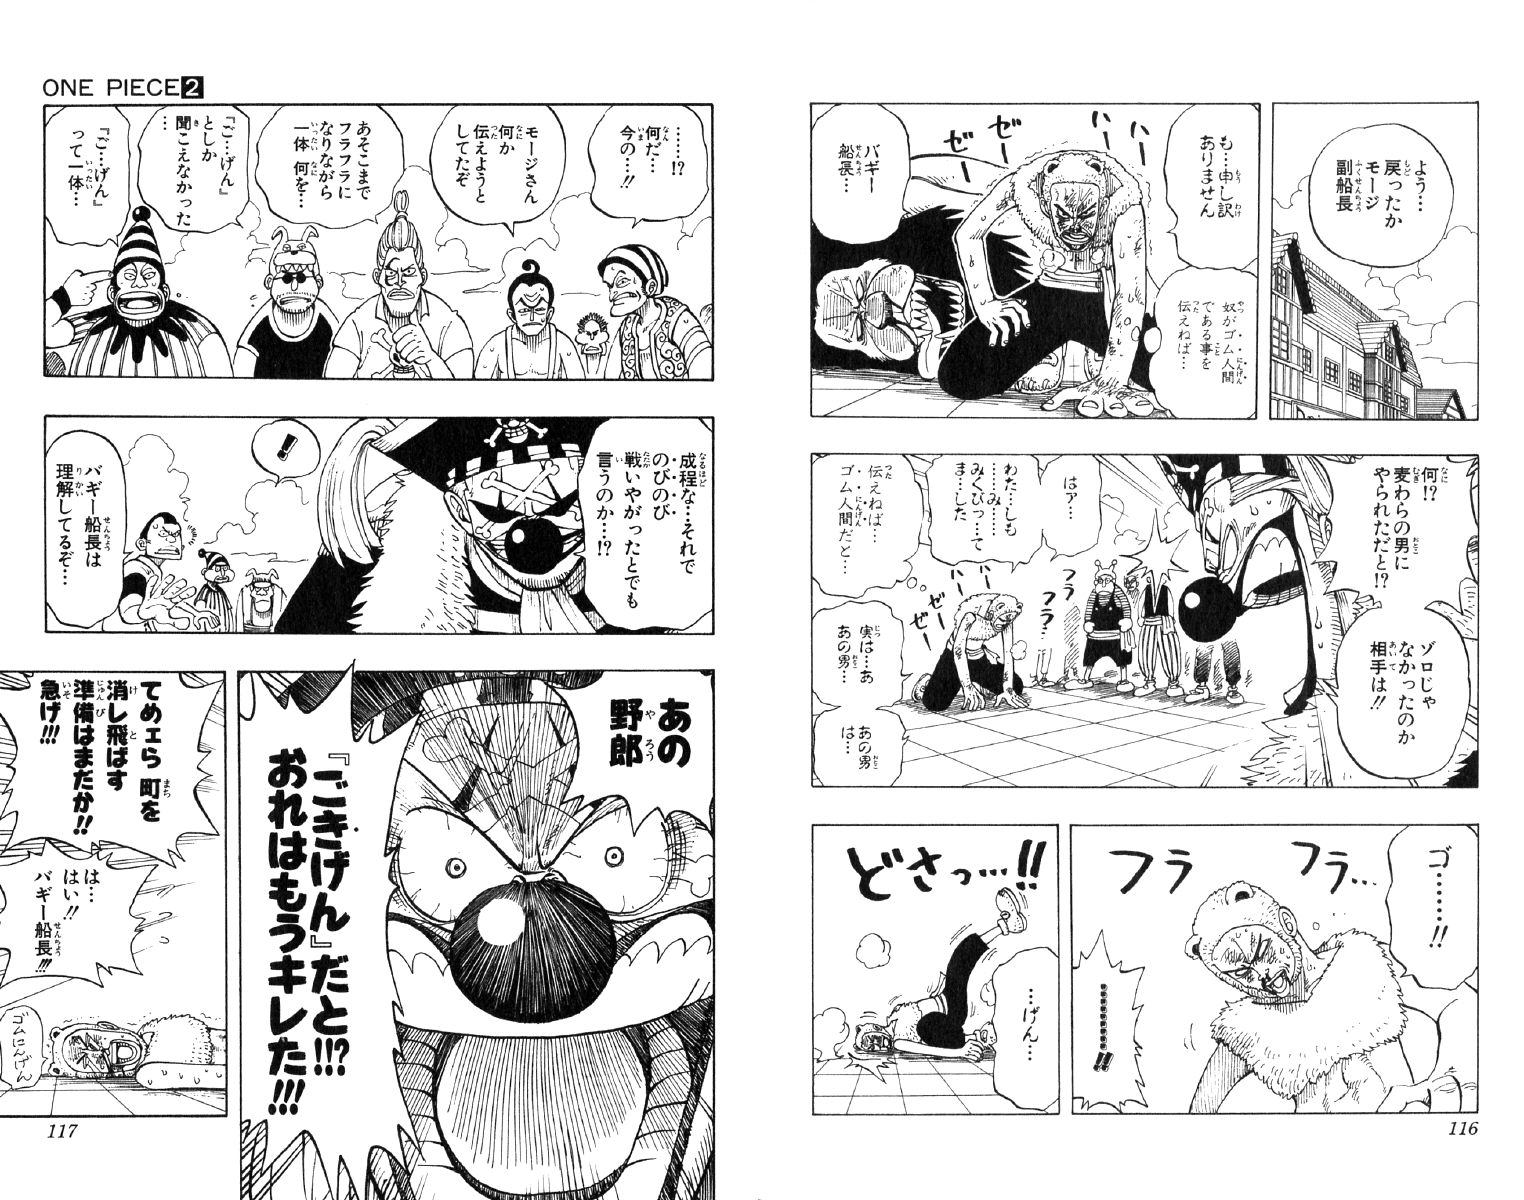 よう…
戻ったか
モージ
副船長
も…申し訳
ありません
バギー
船長…
奴がゴム人間
である事を
伝えねば…
ハー
ハー
ゼー
ゼー
何!?
麦わらの男に
やられただと!?
ゾロじゃ
なかったのか
相手は!!
はァ…
わた…しも
……み……
みくびっ…て
ま…した
伝えねば…
ゴム人間だと…
実は…あ
あの男…
あの男
は…
フラ
フラ…
ハー
ハー
ゼー
ゼー
ゴ……!!
フラ
フラ…
…………!!
どさっ…!!
…げん…
116
ONE PIECE 2
……!?
何だ…
今の…!!
モージさん
何か
伝えようと
してたぞ
あそこまで
フラフラに
なりながら
一体 何を…
『ご…げん』
としか
聞こえなかった
…
『ご…げん』
って一体…
成程な…それで
のびのび
戦いやがったとでも
言うのか…!?
!!
バギー船長は
理解してるぞ…
あの
野郎
『ごきげん』だと!!!?
おれはもうキレた!!!
てめェら 町を
消し飛ばす
準備はまだか!!
急げ!!!
は…
はい!!
バギー船長!!!
ゴムにんげん
117